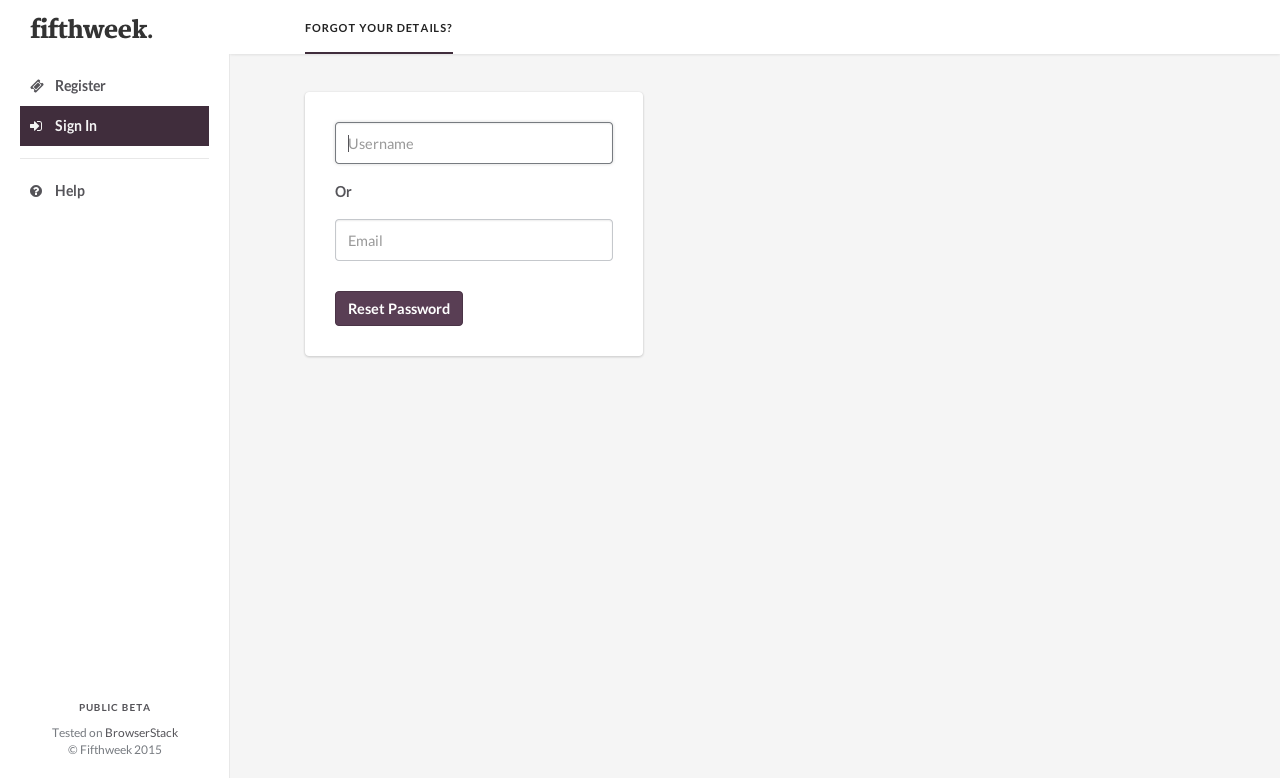 fifthweek.
Register
Sign In
Help
PUBLIC BETA
Tested on BrowserStack
© Fifthweek 2015
FORGOT YOUR DETAILS?
Username
Or
Email
Reset Password